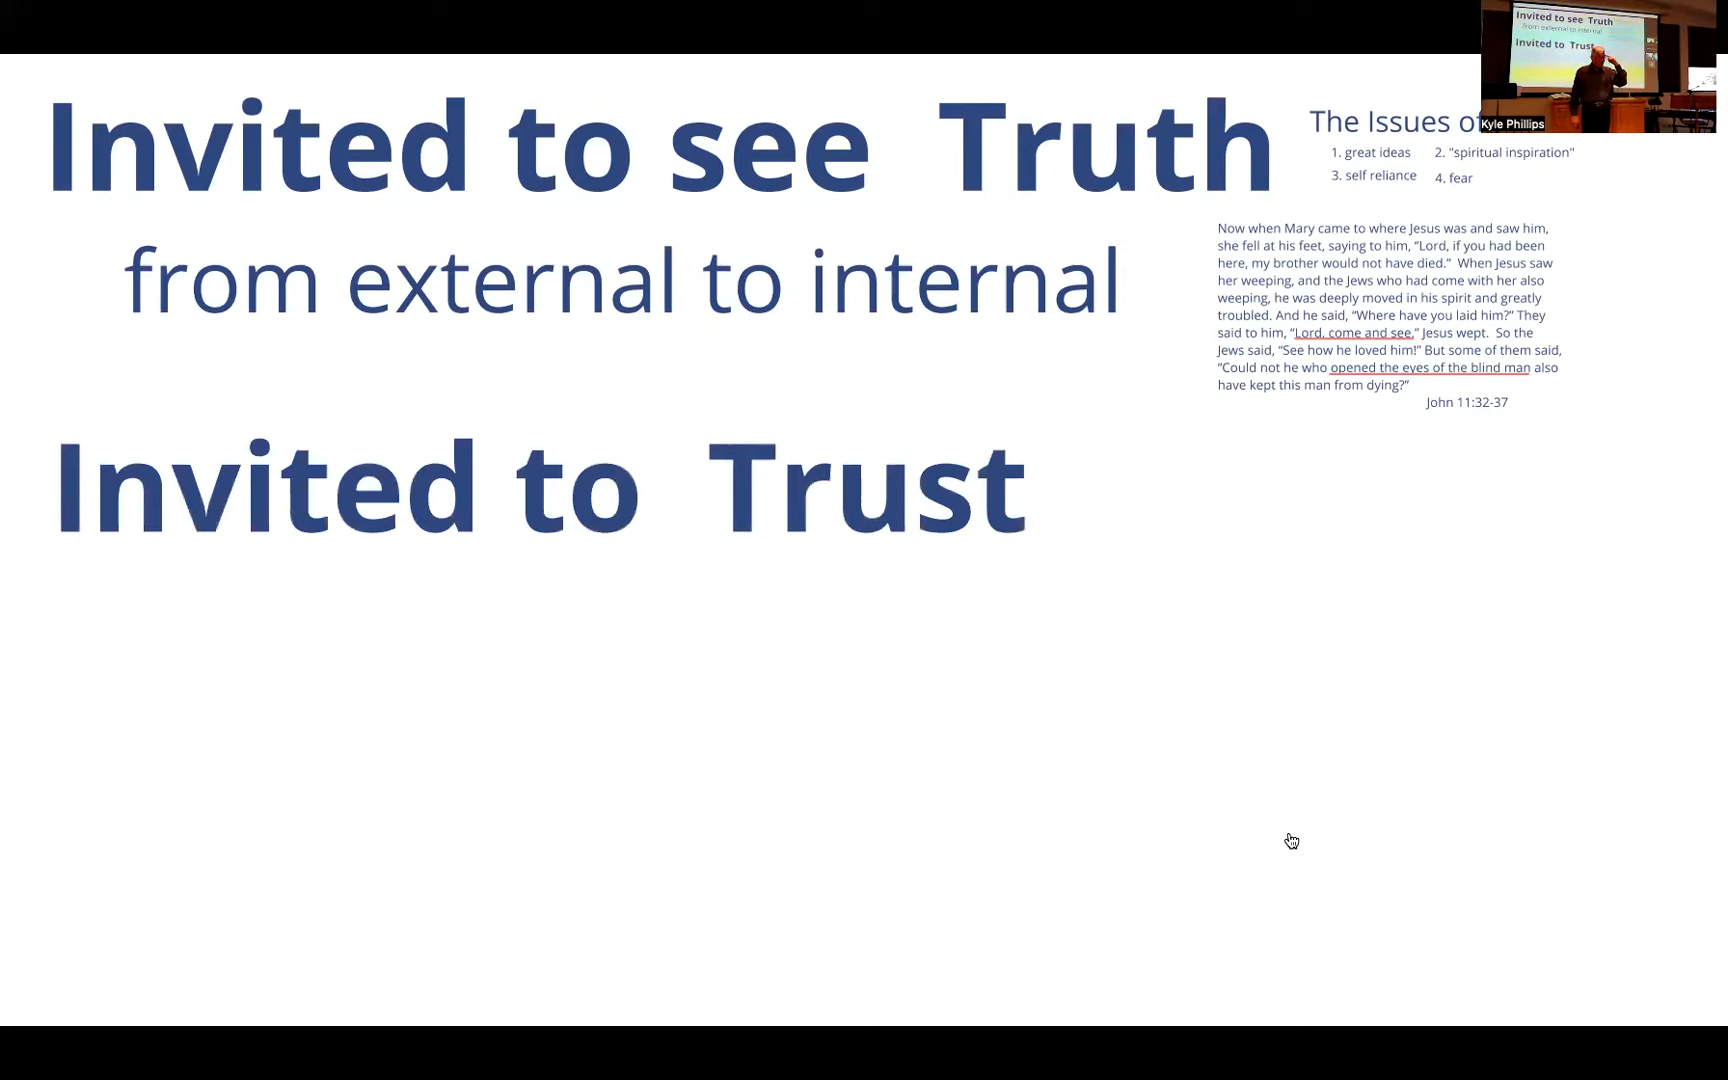 Invited to see Truth
from external to internal
Invited to Trust
The Issues of
1. great ideas 2. "spiritual inspiration"
3. self reliance 4. fear
Now when Mary came to where Jesus was and saw him,
she fell at his feet, saying to him, “Lord, if you had been
here, my brother would not have died.” When Jesus saw
her weeping, and the Jews who had come with her also
weeping, he was deeply moved in his spirit and greatly
troubled. And he said, “Where have you laid him?” They
said to him, “Lord, come and see.” Jesus wept. So the
Jews said, “See how he loved him!” But some of them said,
“Could not he who opened the eyes of the blind man also
have kept this man from dying?”
John 11:32-37
Invited to see Truth
from external to internal
Invited to Trust
Kyle Phillips